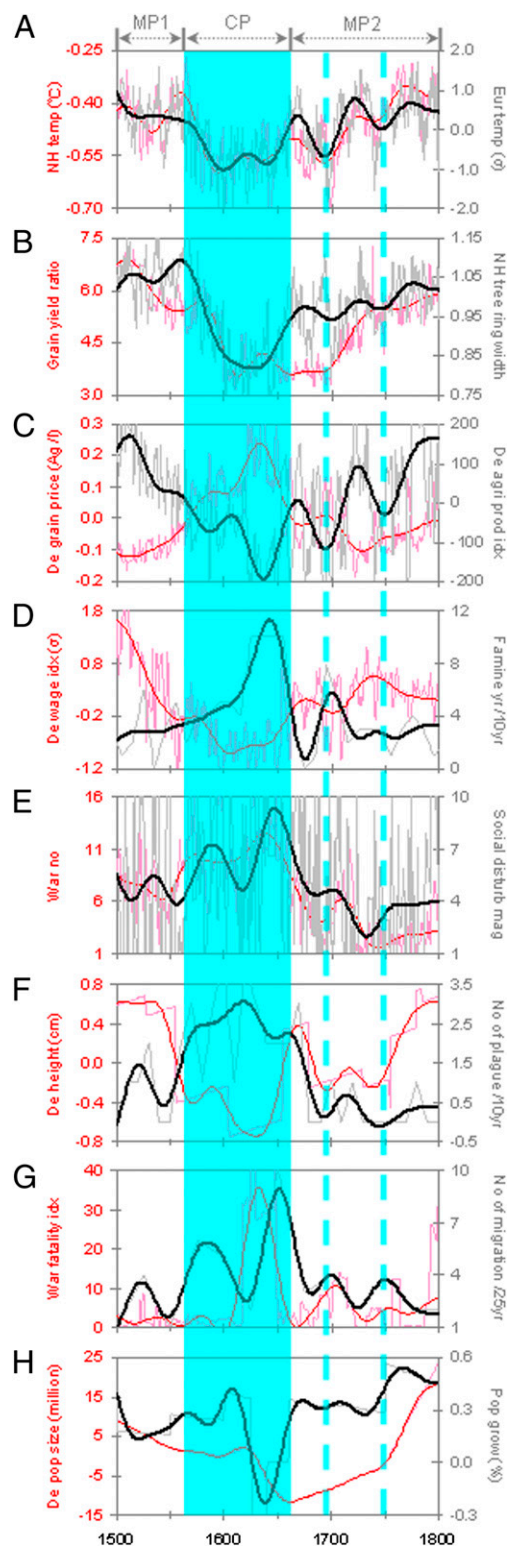 MP1 CP MP2
A
NH temp (°C)
-0.25
-0.40
-0.55
-0.70
2.0
1.0
0.0
-1.0
-2.0
Eur temp (σ)
B
Grain yield ratio
7.5
6.0
4.5
3.0
1.15
1.05
0.95
0.85
0.75
NH tree ring width
C
De grain price (Ag/l)
0.3
0.2
0.1
0.0
-0.1
-0.2
200
100
0
-100
-200
De agri prod idx
D
De wage idx (σ)
1.8
0.8
-0.2
-1.2
12
8
4
0
Famine yr/10yr
E
War no
16
11
6
1
10
7
4
1
Social disturb mag
F
De height (cm)
0.8
0.4
0.0
-0.4
-0.8
3.5
2.5
1.5
0.5
-0.5
No of plague /10yr
G
War fatality idx
40
30
20
10
0
10
7
4
1
No of migration /25yr
H
De pop size (million)
25
15
5
-5
-15
0.6
0.3
0.0
-0.3
Pop grow (%)
1500 1600 1700 1800